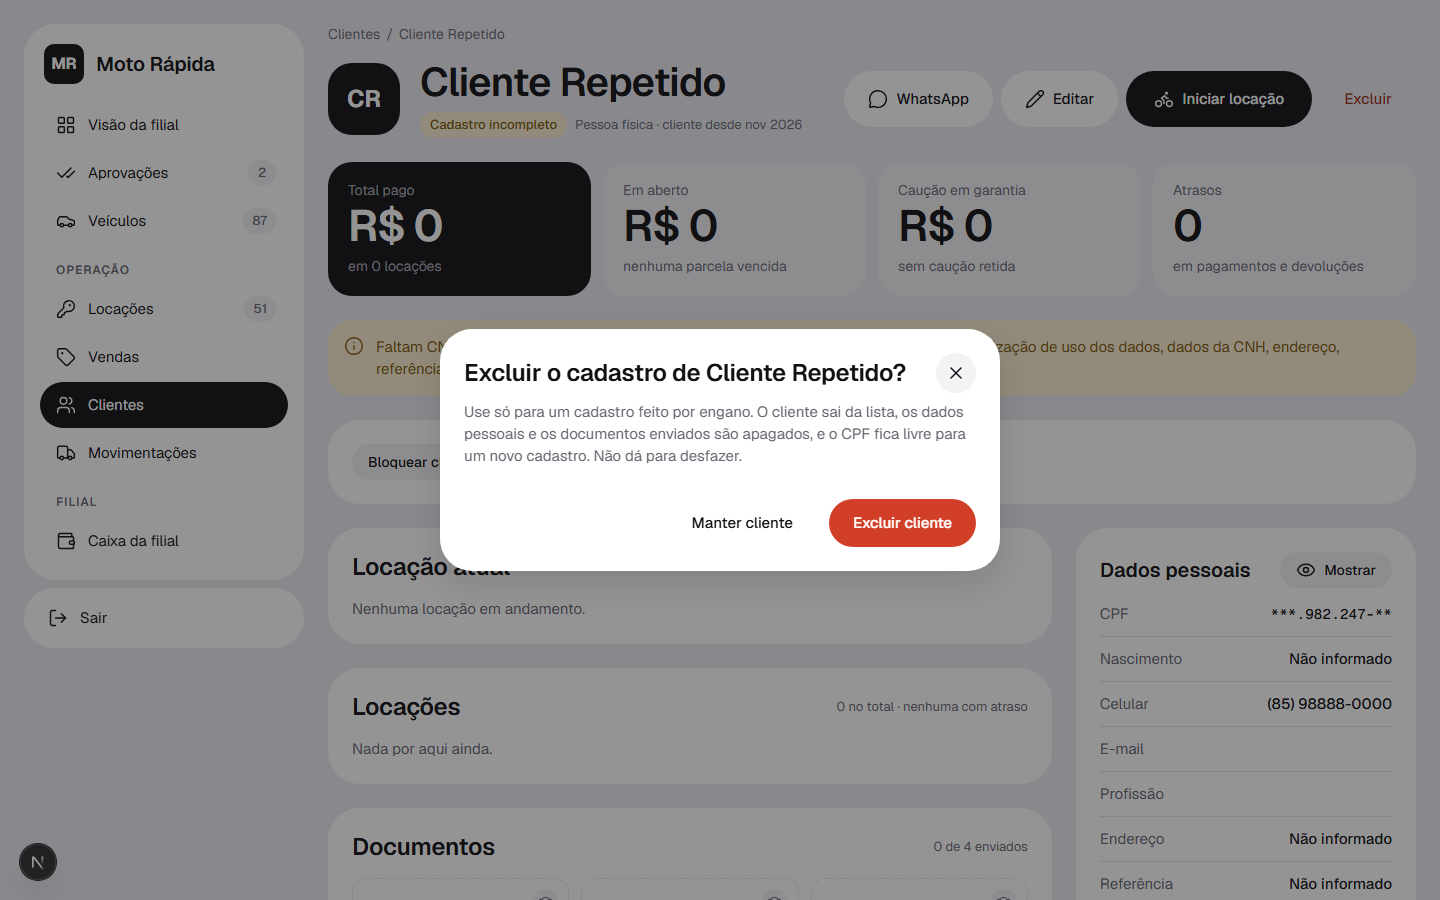 MR Moto Rápida
Visão da filial
Aprovações 2
Veículos 87
OPERAÇÃO
Locações 51
Vendas
Clientes
Movimentações
FILIAL
Caixa da filial
Sair
N
Clientes / Cliente Repetido
CR
Cliente Repetido
Cadastro incompleto Pessoa física · cliente desde nov 2026
WhatsApp
Editar
Iniciar locação
Excluir
Total pago
R$ 0
em 0 locações
Em aberto
R$ 0
nenhuma parcela vencida
Caução em garantia
R$ 0
sem caução retida
Atrasos
0
em pagamentos e devoluções
Faltam
de uso dos dados, dados da CNH, endereço,
Excluir o cadastro de Cliente Repetido?
Use só para um cadastro feito por engano. O cliente sai da lista, os dados
pessoais e os documentos enviados são apagados, e o CPF fica livre para
um novo cadastro. Não dá para desfazer.
Manter cliente
Excluir cliente
Bloquear
Locação atual
Nenhuma locação em andamento.
Locações
0 no total · nenhuma com atraso
Nada por aqui ainda.
Documentos
0 de 4 enviados
Dados pessoais
Mostrar
CPF ***.982.247-**
Nascimento Não informado
Celular (85) 98888-0000
E-mail
Profissão
Endereço Não informado
Referência Não informado